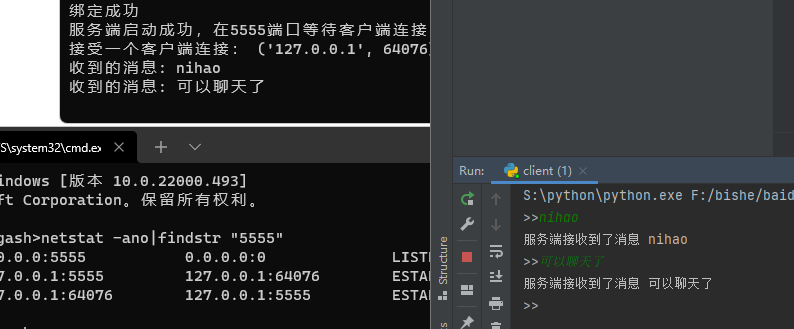 绑定成功
服务端启动成功，在5555端口等待客户端连接
接受一个客户端连接： ('127.0.0.1', 64076)
收到的消息: nihao
收到的消息: 可以聊天了
S\system32\cmd.ex
indows [版本 10.0.22000.493]
ft Corporation。保留所有权利。
gash>netstat -ano|findstr "5555"
0.0.0:5555 0.0.0.0:0 LISTE
7.0.0.1:5555 127.0.0.1:64076 ESTA
7.0.0.1:64076 127.0.0.1:5555 ESTA
Run: client (1)
S:\python\python.exe F:/bishe/baid
>>nihao
服务端接收到了消息 nihao
>>可以聊天了
服务端接收到了消息 可以聊天了
>>
Structure